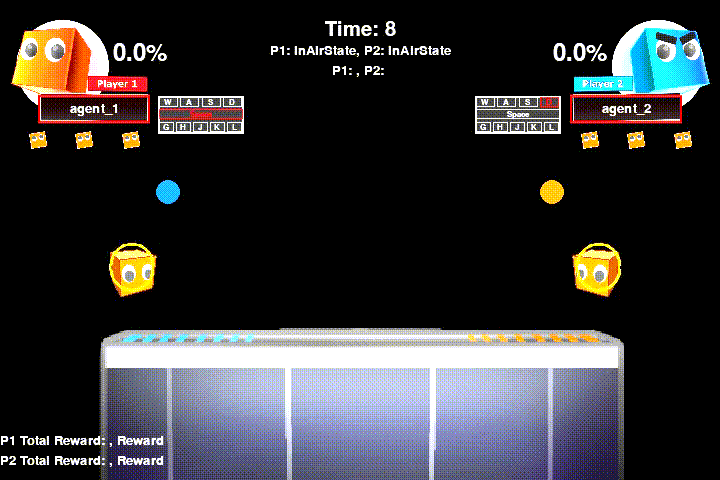 Time: 8
P1: InAirState, P2: InAirState
P1: , P2:
0.0%
0.0%
Player 1
Player 2
agent_1
agent_2
W A S D
G H J K L
W A S
Space
G H J K L
P1 Total Reward: , Reward
P2 Total Reward: , Reward